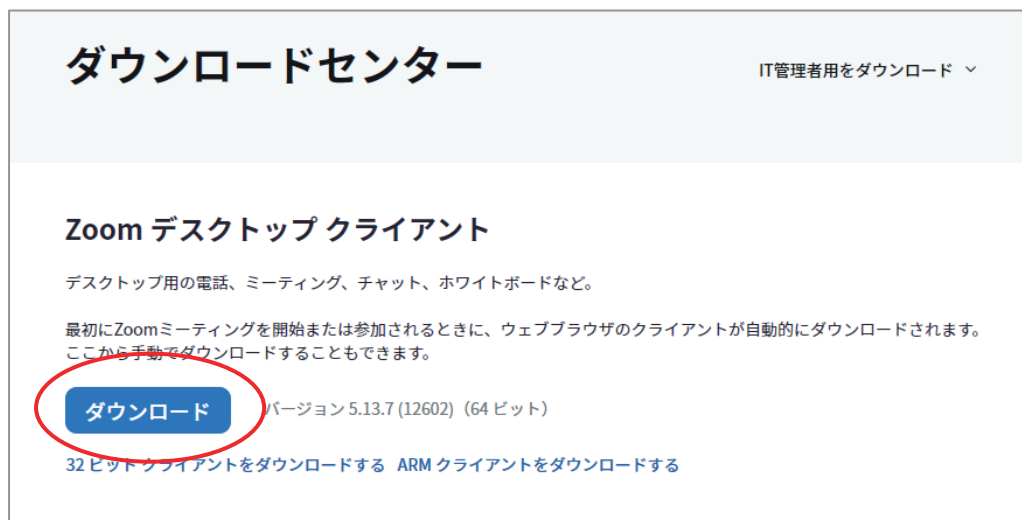 ダウンロードセンター
IT管理者用をダウンロード
Zoom デスクトップ クライアント
デスクトップ用の電話、ミーティング、チャット、ホワイトボードなど。
最初にZoomミーティングを開始または参加されるときに、ウェブブラウザのクライアントが自動的にダウンロードされます。
ここから手動でダウンロードすることもできます。
ダウンロード バージョン 5.13.7 (12602)（64 ビット）
32 ビット クライアントをダウンロードする ARM クライアントをダウンロードする